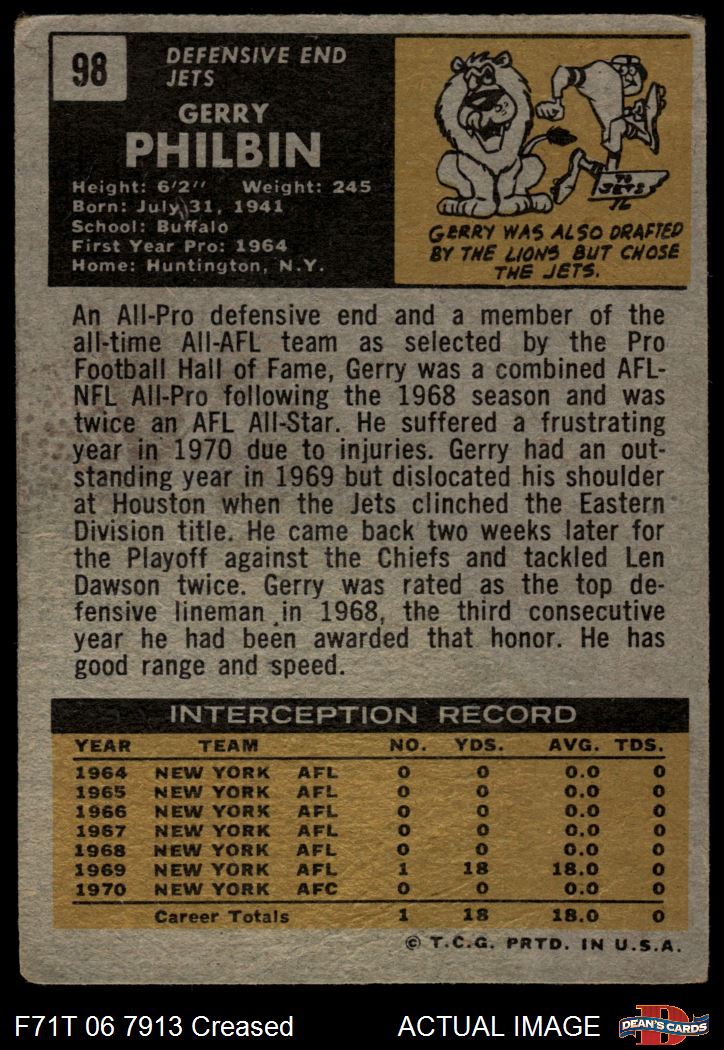 98
DEFENSIVE END
JETS
GERRY
PHILBIN
Height: 6'2" Weight: 245
Born: July 31, 1941
School: Buffalo
First Year Pro: 1964
Home: Huntington, N.Y.
TO
JETS
JL
GERRY WAS ALSO DRAFTED
BY THE LIONS BUT CHOSE
THE JETS.
An All-Pro defensive end and a member of the
all-time All-AFL team as selected by the Pro
Football Hall of Fame, Gerry was a combined AFL-
NFL All-Pro following the 1968 season and was
twice an AFL All-Star. He suffered a frustrating
year in 1970 due to injuries. Gerry had an out-
standing year in 1969 but dislocated his shoulder
at Houston when the Jets clinched the Eastern
Division title. He came back two weeks later for
the Playoff against the Chiefs and tackled Len
Dawson twice. Gerry was rated as the top de-
fensive lineman in 1968, the third consecutive
year he had been awarded that honor. He has
good range and speed.
INTERCEPTION RECORD
YEAR TEAM NO. YDS. AVG. TDS.
1964 NEW YORK AFL 0 0 0.0 0
1965 NEW YORK AFL 0 0 0.0 0
1966 NEW YORK AFL 0 0 0.0 0
1967 NEW YORK AFL 0 0 0.0 0
1968 NEW YORK AFL 0 0 0.0 0
1969 NEW YORK AFL 1 18 18.0 0
1970 NEW YORK AFC 0 0 0.0 0
Career Totals 1 18 18.0 0
© T.C.G. PRTD. IN U.S.A.
F71T 06 7913 Creased ACTUAL IMAGE
D
DEAN'S CARDS